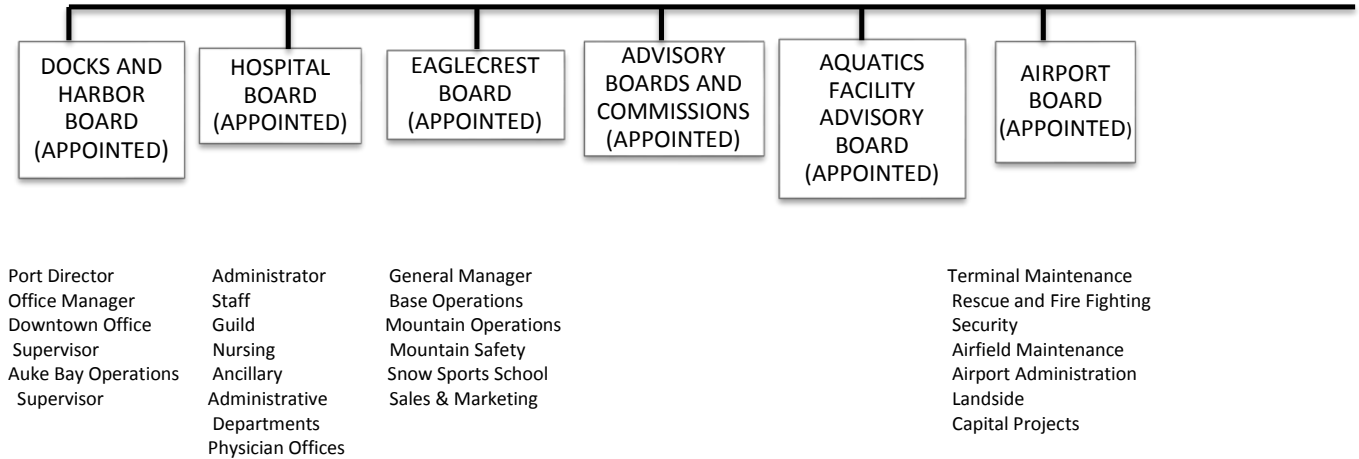 DOCKS AND
HARBOR
BOARD
(APPOINTED)
HOSPITAL
BOARD
(APPOINTED)
EAGLECREST
BOARD
(APPOINTED)
ADVISORY
BOARDS AND
COMMISSIONS
(APPOINTED)
AQUATICS
FACILITY
ADVISORY
BOARD
(APPOINTED)
AIRPORT
BOARD
(APPOINTED)
Port Director
Office Manager
Downtown Office
Supervisor
Auke Bay Operations
Supervisor
Administrator
Staff
Guild
Nursing
Ancillary
Administrative
Departments
Physician Offices
General Manager
Base Operations
Mountain Operations
Mountain Safety
Snow Sports School
Sales & Marketing
Terminal Maintenance
Rescue and Fire Fighting
Security
Airfield Maintenance
Airport Administration
Landside
Capital Projects